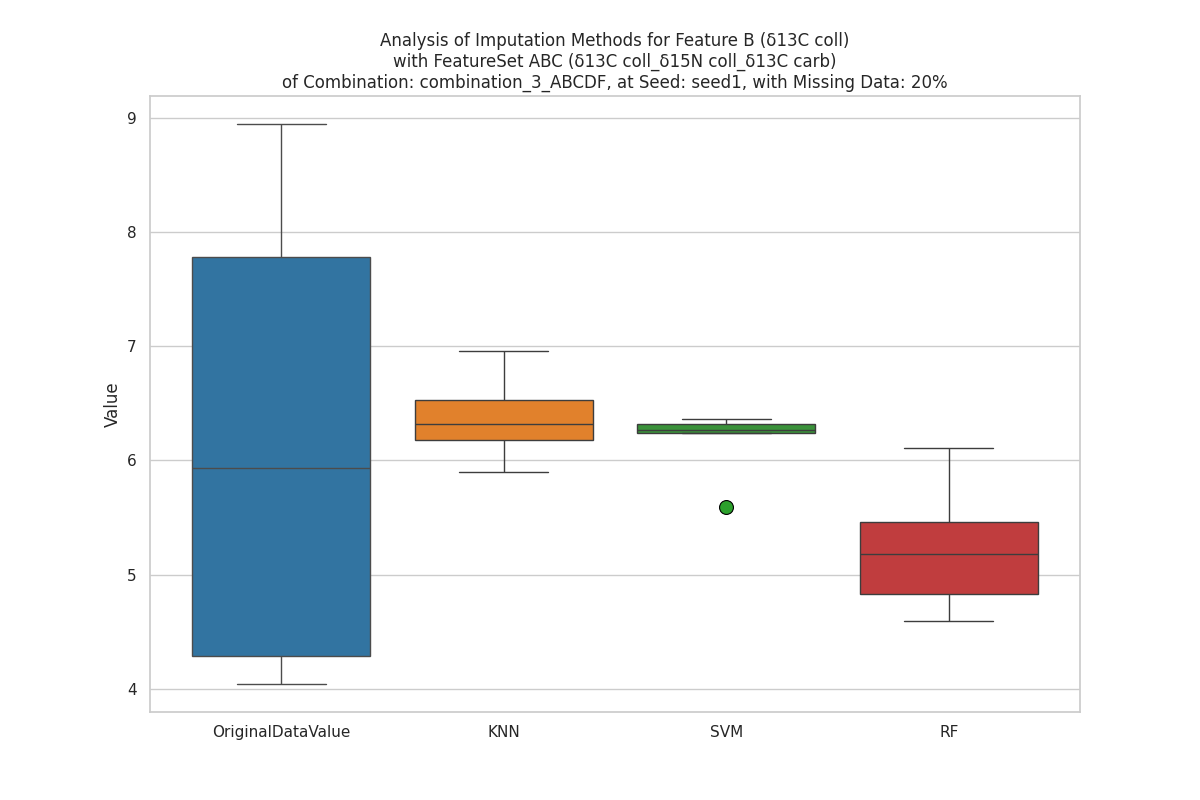 Analysis of Imputation Methods for Feature B (δ13C coll)
with FeatureSet ABC (δ13C coll_δ15N coll_δ13C carb)
of Combination: combination_3_ABCDF, at Seed: seed1, with Missing Data: 20%
9
8
7
6
5
4
Value
OriginalDataValue
KNN
SVM
RF